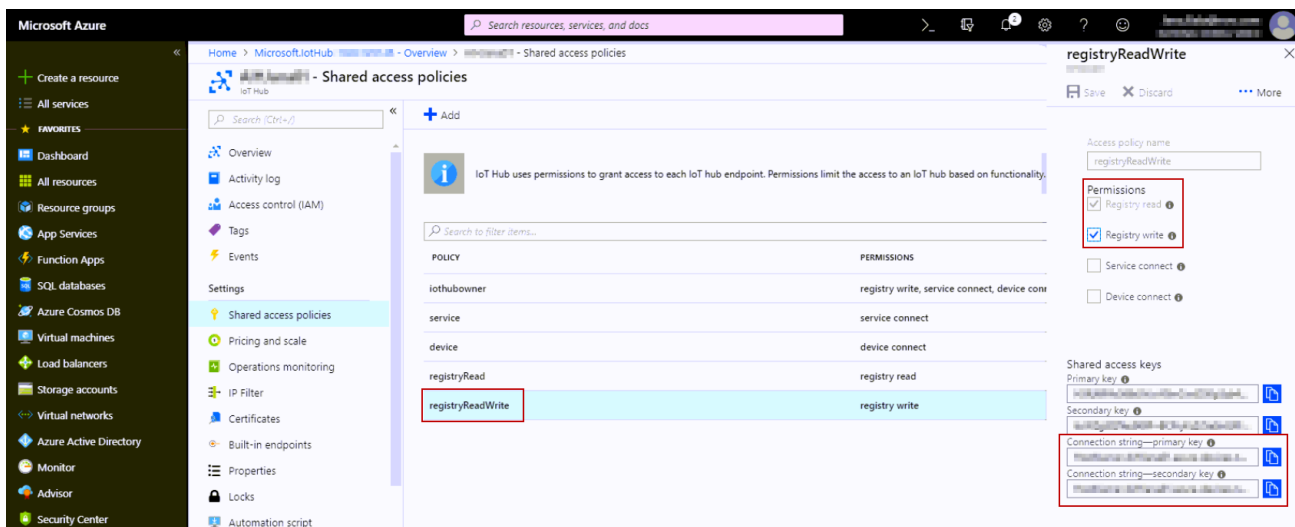 Microsoft Azure
Search resources, services, and docs
>_
2
?
«
Create a resource
All services
FAVORITES
Dashboard
All resources
Resource groups
App Services
Function Apps
SQL databases
Azure Cosmos DB
Virtual machines
Load balancers
Storage accounts
Virtual networks
Azure Active Directory
Monitor
Advisor
Security Center
Home > Microsoft.IotHub - Overview > - Shared access policies
- Shared access policies
IoT Hub
Search (Ctrl+/)
«
Overview
Activity log
Access control (IAM)
Tags
Events
Settings
Shared access policies
Pricing and scale
Operations monitoring
IP Filter
Certificates
Built-in endpoints
Properties
Locks
Automation script
Add
IoT Hub uses permissions to grant access to each IoT hub endpoint. Permissions limit the access to an IoT hub based on functionality.
Search to filter items...
POLICY PERMISSIONS
iothubowner registry write, service connect, device conn
service service connect
device device connect
registryRead registry read
registryReadWrite registry write
registryReadWrite
Save Discard More
Access policy name
registryReadWrite
Permissions
Registry read
Registry write
Service connect
Device connect
Shared access keys
Primary key
Secondary key
Connection string—primary key
Connection string—secondary key